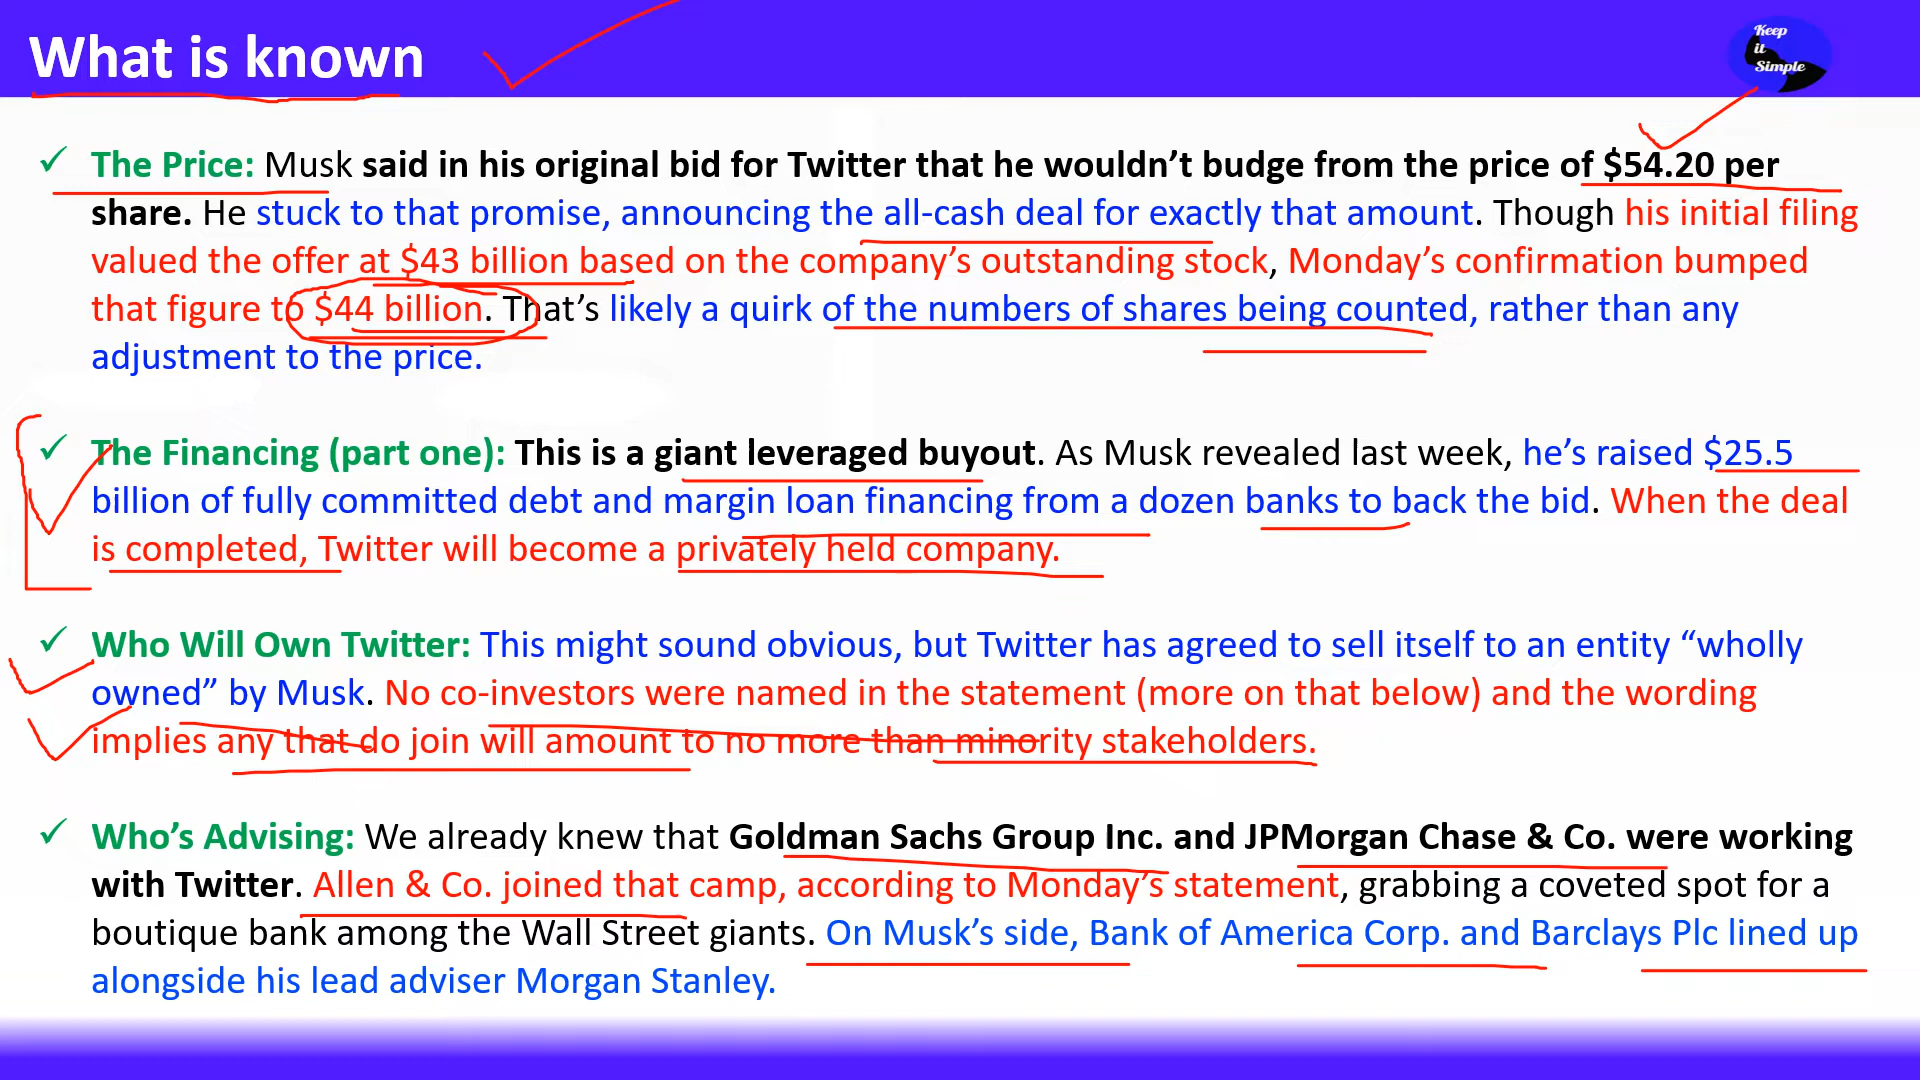 What is known
Keep
it
Simple
✓ The Price: Musk said in his original bid for Twitter that he wouldn’t budge from the price of $54.20 per
share. He stuck to that promise, announcing the all-cash deal for exactly that amount. Though his initial filing
valued the offer at $43 billion based on the company’s outstanding stock, Monday’s confirmation bumped
that figure to $44 billion. That’s likely a quirk of the numbers of shares being counted, rather than any
adjustment to the price.
✓ The Financing (part one): This is a giant leveraged buyout. As Musk revealed last week, he’s raised $25.5
billion of fully committed debt and margin loan financing from a dozen banks to back the bid. When the deal
is completed, Twitter will become a privately held company.
✓ Who Will Own Twitter: This might sound obvious, but Twitter has agreed to sell itself to an entity “wholly
owned” by Musk. No co-investors were named in the statement (more on that below) and the wording
implies any that do join will amount to no more than minority stakeholders.
✓ Who’s Advising: We already knew that Goldman Sachs Group Inc. and JPMorgan Chase & Co. were working
with Twitter. Allen & Co. joined that camp, according to Monday’s statement, grabbing a coveted spot for a
boutique bank among the Wall Street giants. On Musk’s side, Bank of America Corp. and Barclays Plc lined up
alongside his lead adviser Morgan Stanley.